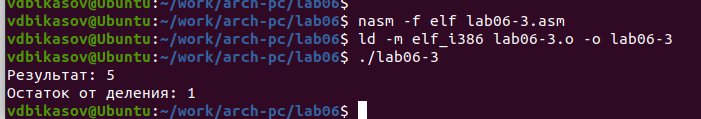 vdbikasov@Ubuntu:~/work/arch-pc/lab06$ nasm -f elf lab06-3.asm
vdbikasov@Ubuntu:~/work/arch-pc/lab06$ ld -m elf_i386 lab06-3.o -o lab06-3
vdbikasov@Ubuntu:~/work/arch-pc/lab06$ ./lab06-3
Результат: 5
Остаток от деления: 1
vdbikasov@Ubuntu:~/work/arch-pc/lab06$